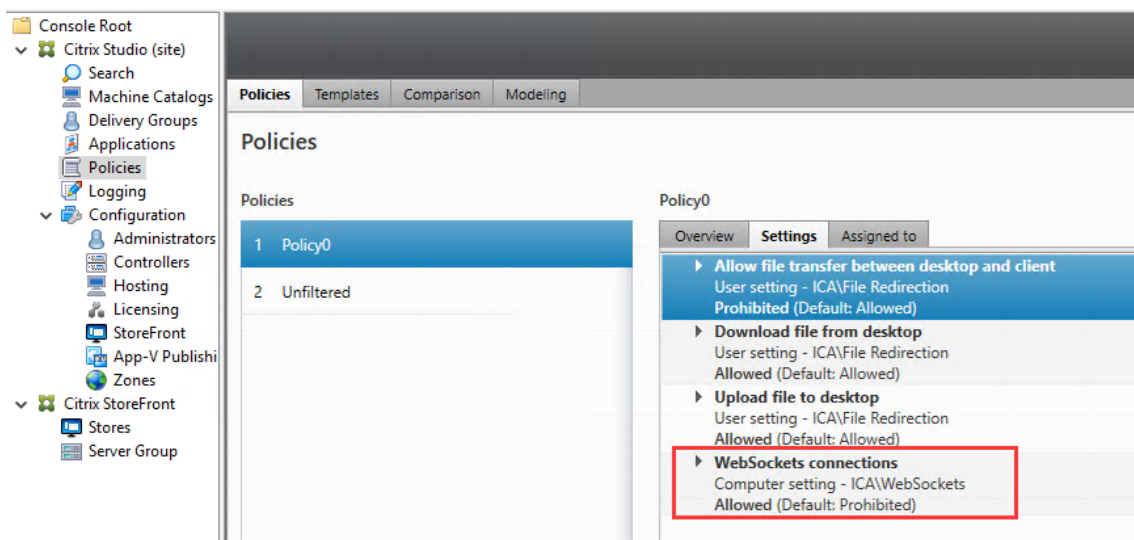 Console Root
Citrix Studio (site)
Search
Machine Catalogs
Delivery Groups
Applications
Policies
Logging
Configuration
Administrators
Controllers
Hosting
Licensing
StoreFront
App-V Publishi
Zones
Citrix StoreFront
Stores
Server Group
Policies Templates Comparison Modeling
Policies
Policies
1 Policy0
2 Unfiltered
Policy0
Overview Settings Assigned to
Allow file transfer between desktop and client
User setting - ICA\File Redirection
Prohibited (Default: Allowed)
Download file from desktop
User setting - ICA\File Redirection
Allowed (Default: Allowed)
Upload file to desktop
User setting - ICA\File Redirection
Allowed (Default: Allowed)
WebSockets connections
Computer setting - ICA\WebSockets
Allowed (Default: Prohibited)